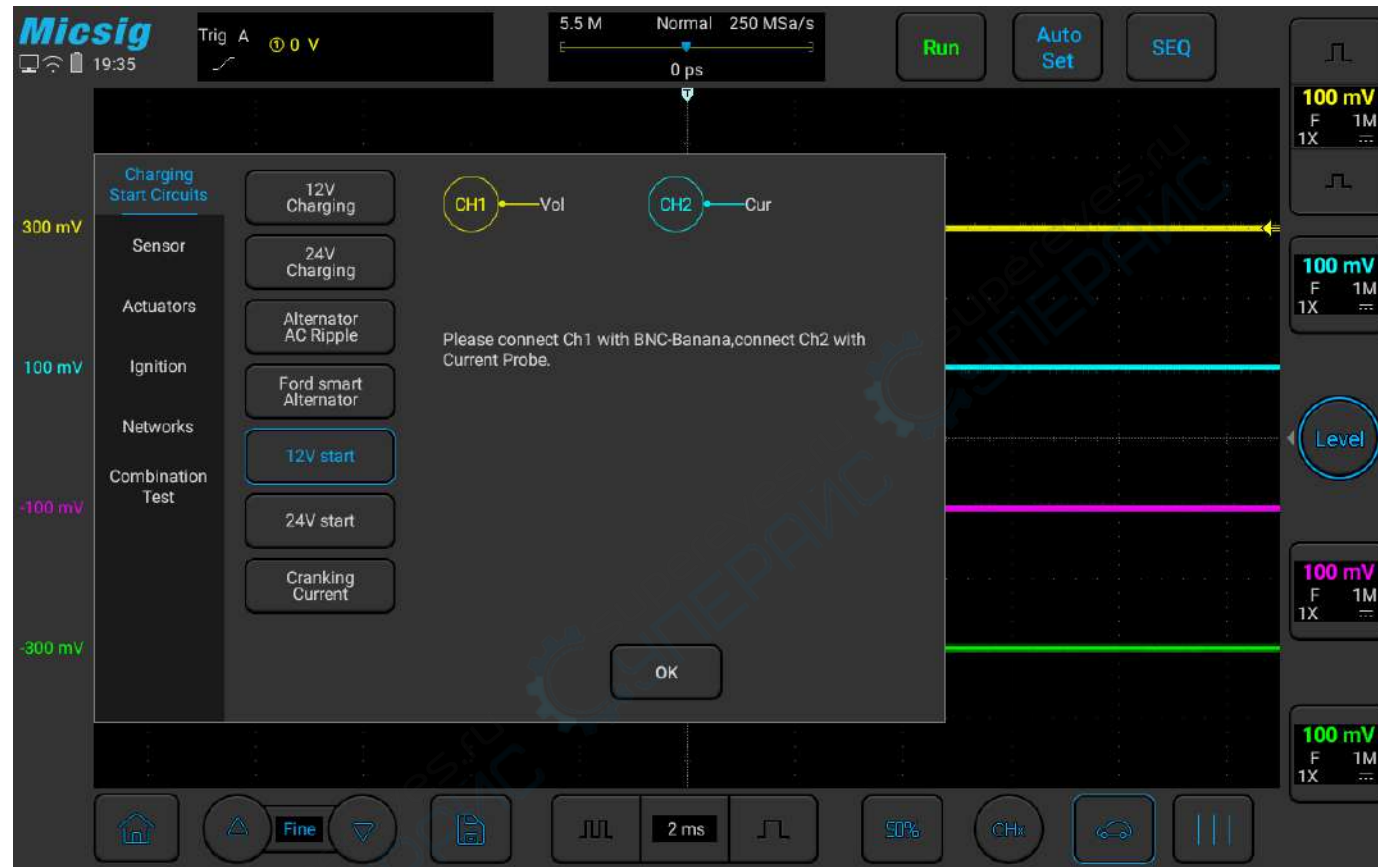 Micsig
19:35
Trig A
① 0 V
5.5 M Normal 250 MSa/s
0 ps
T
Run
Auto
Set
SEQ
100 mV
F 1M
1X
300 mV
100 mV
-100 mV
-300 mV
Charging
Start Circuits
Sensor
Actuators
Ignition
Networks
Combination
Test
12V
Charging
24V
Charging
Alternator
AC Ripple
Ford smart
Alternator
12V start
24V start
Cranking
Current
CH1 Vol
CH2 Cur
Please connect Ch1 with BNC-Banana,connect Ch2 with
Current Probe.
OK
100 mV
F 1M
1X
Level
100 mV
F 1M
1X
100 mV
F 1M
1X
Fine
2 ms
50%
CHx
supereyes.ru
СУПЕРАЙС